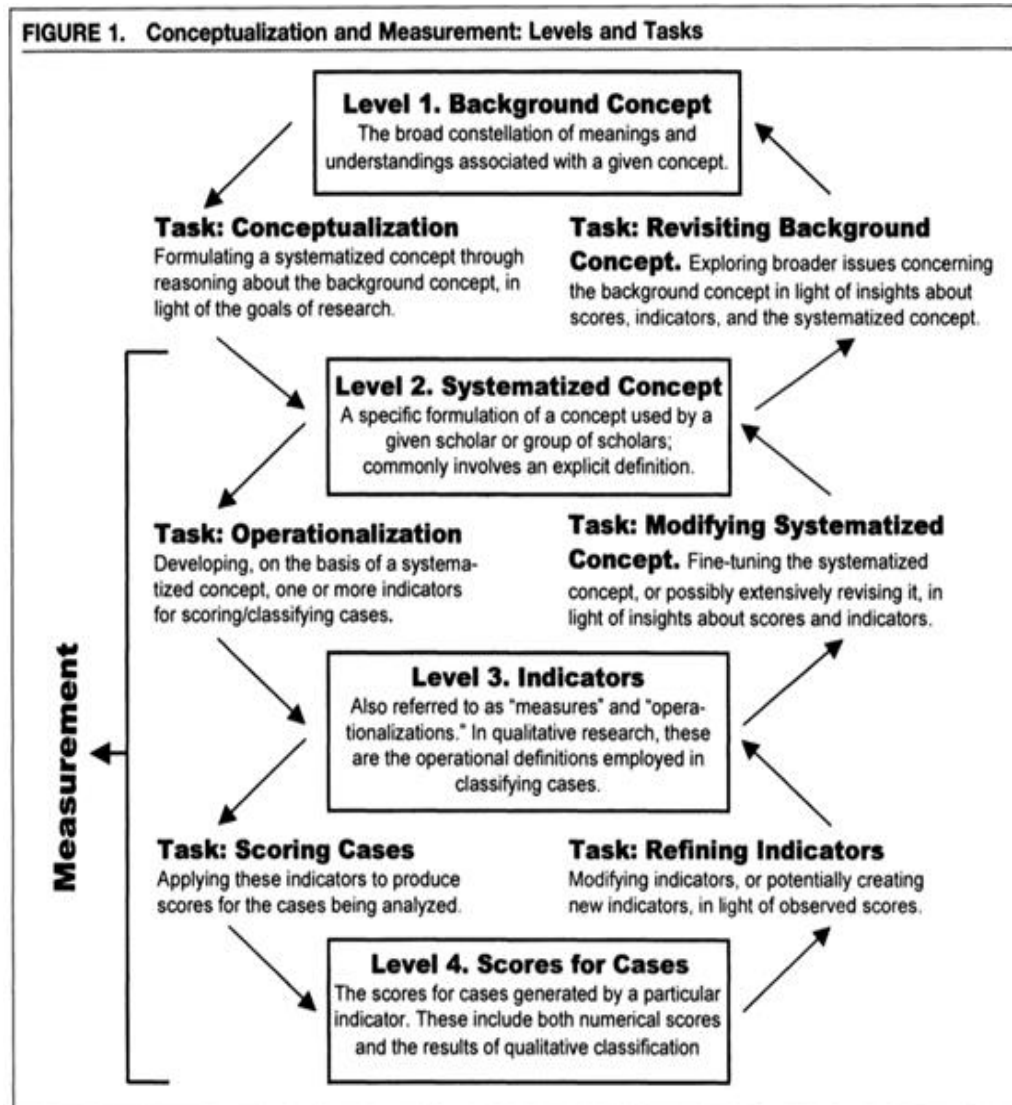 FIGURE 1. Conceptualization and Measurement: Levels and Tasks
Level 1. Background Concept
The broad constellation of meanings and
understandings associated with a given concept.
Task: Conceptualization
Formulating a systematized concept through
reasoning about the background concept, in
light of the goals of research.
Task: Revisiting Background
Concept. Exploring broader issues concerning
the background concept in light of insights about
scores, indicators, and the systematized concept.
Level 2. Systematized Concept
A specific formulation of a concept used by a
given scholar or group of scholars;
commonly involves an explicit definition.
Task: Operationalization
Developing, on the basis of a systema-
tized concept, one or more indicators
for scoring/classifying cases.
Task: Modifying Systematized
Concept. Fine-tuning the systematized
concept, or possibly extensively revising it, in
light of insights about scores and indicators.
Measurement
Level 3. Indicators
Also referred to as "measures" and "opera-
tionalizations." In qualitative research, these
are the operational definitions employed in
classifying cases.
Task: Scoring Cases
Applying these indicators to produce
scores for the cases being analyzed.
Task: Refining Indicators
Modifying indicators, or potentially creating
new indicators, in light of observed scores.
Level 4. Scores for Cases
The scores for cases generated by a particular
indicator. These include both numerical scores
and the results of qualitative classification